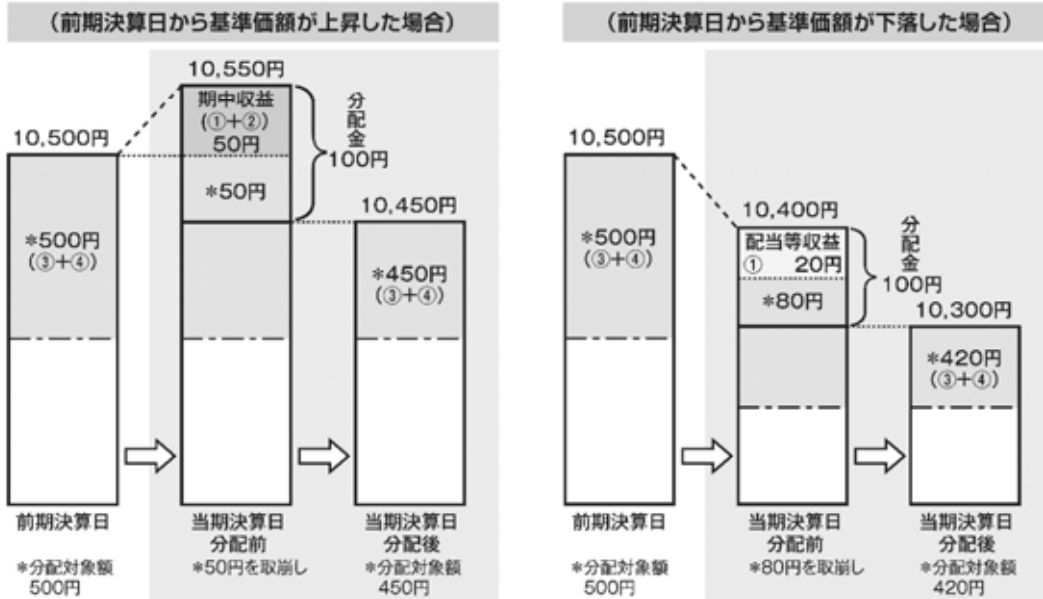 (前期決算日から基準価額が上昇した場合)
10,550円
期中収益
(①+②)
50円
分配金
100円
10,500円
*50円
10,450円
*500円
(③+④)
*450円
(③+④)
前期決算日
当期決算日
分配前
当期決算日
分配後
*分配対象額
500円
*50円を取崩し
*分配対象額
450円
(前期決算日から基準価額が下落した場合)
10,500円
10,400円
配当等収益
① 20円
分配金
100円
*500円
(③+④)
*80円
10,300円
*420円
(③+④)
前期決算日
当期決算日
分配前
当期決算日
分配後
*分配対象額
500円
*80円を取崩し
*分配対象額
420円